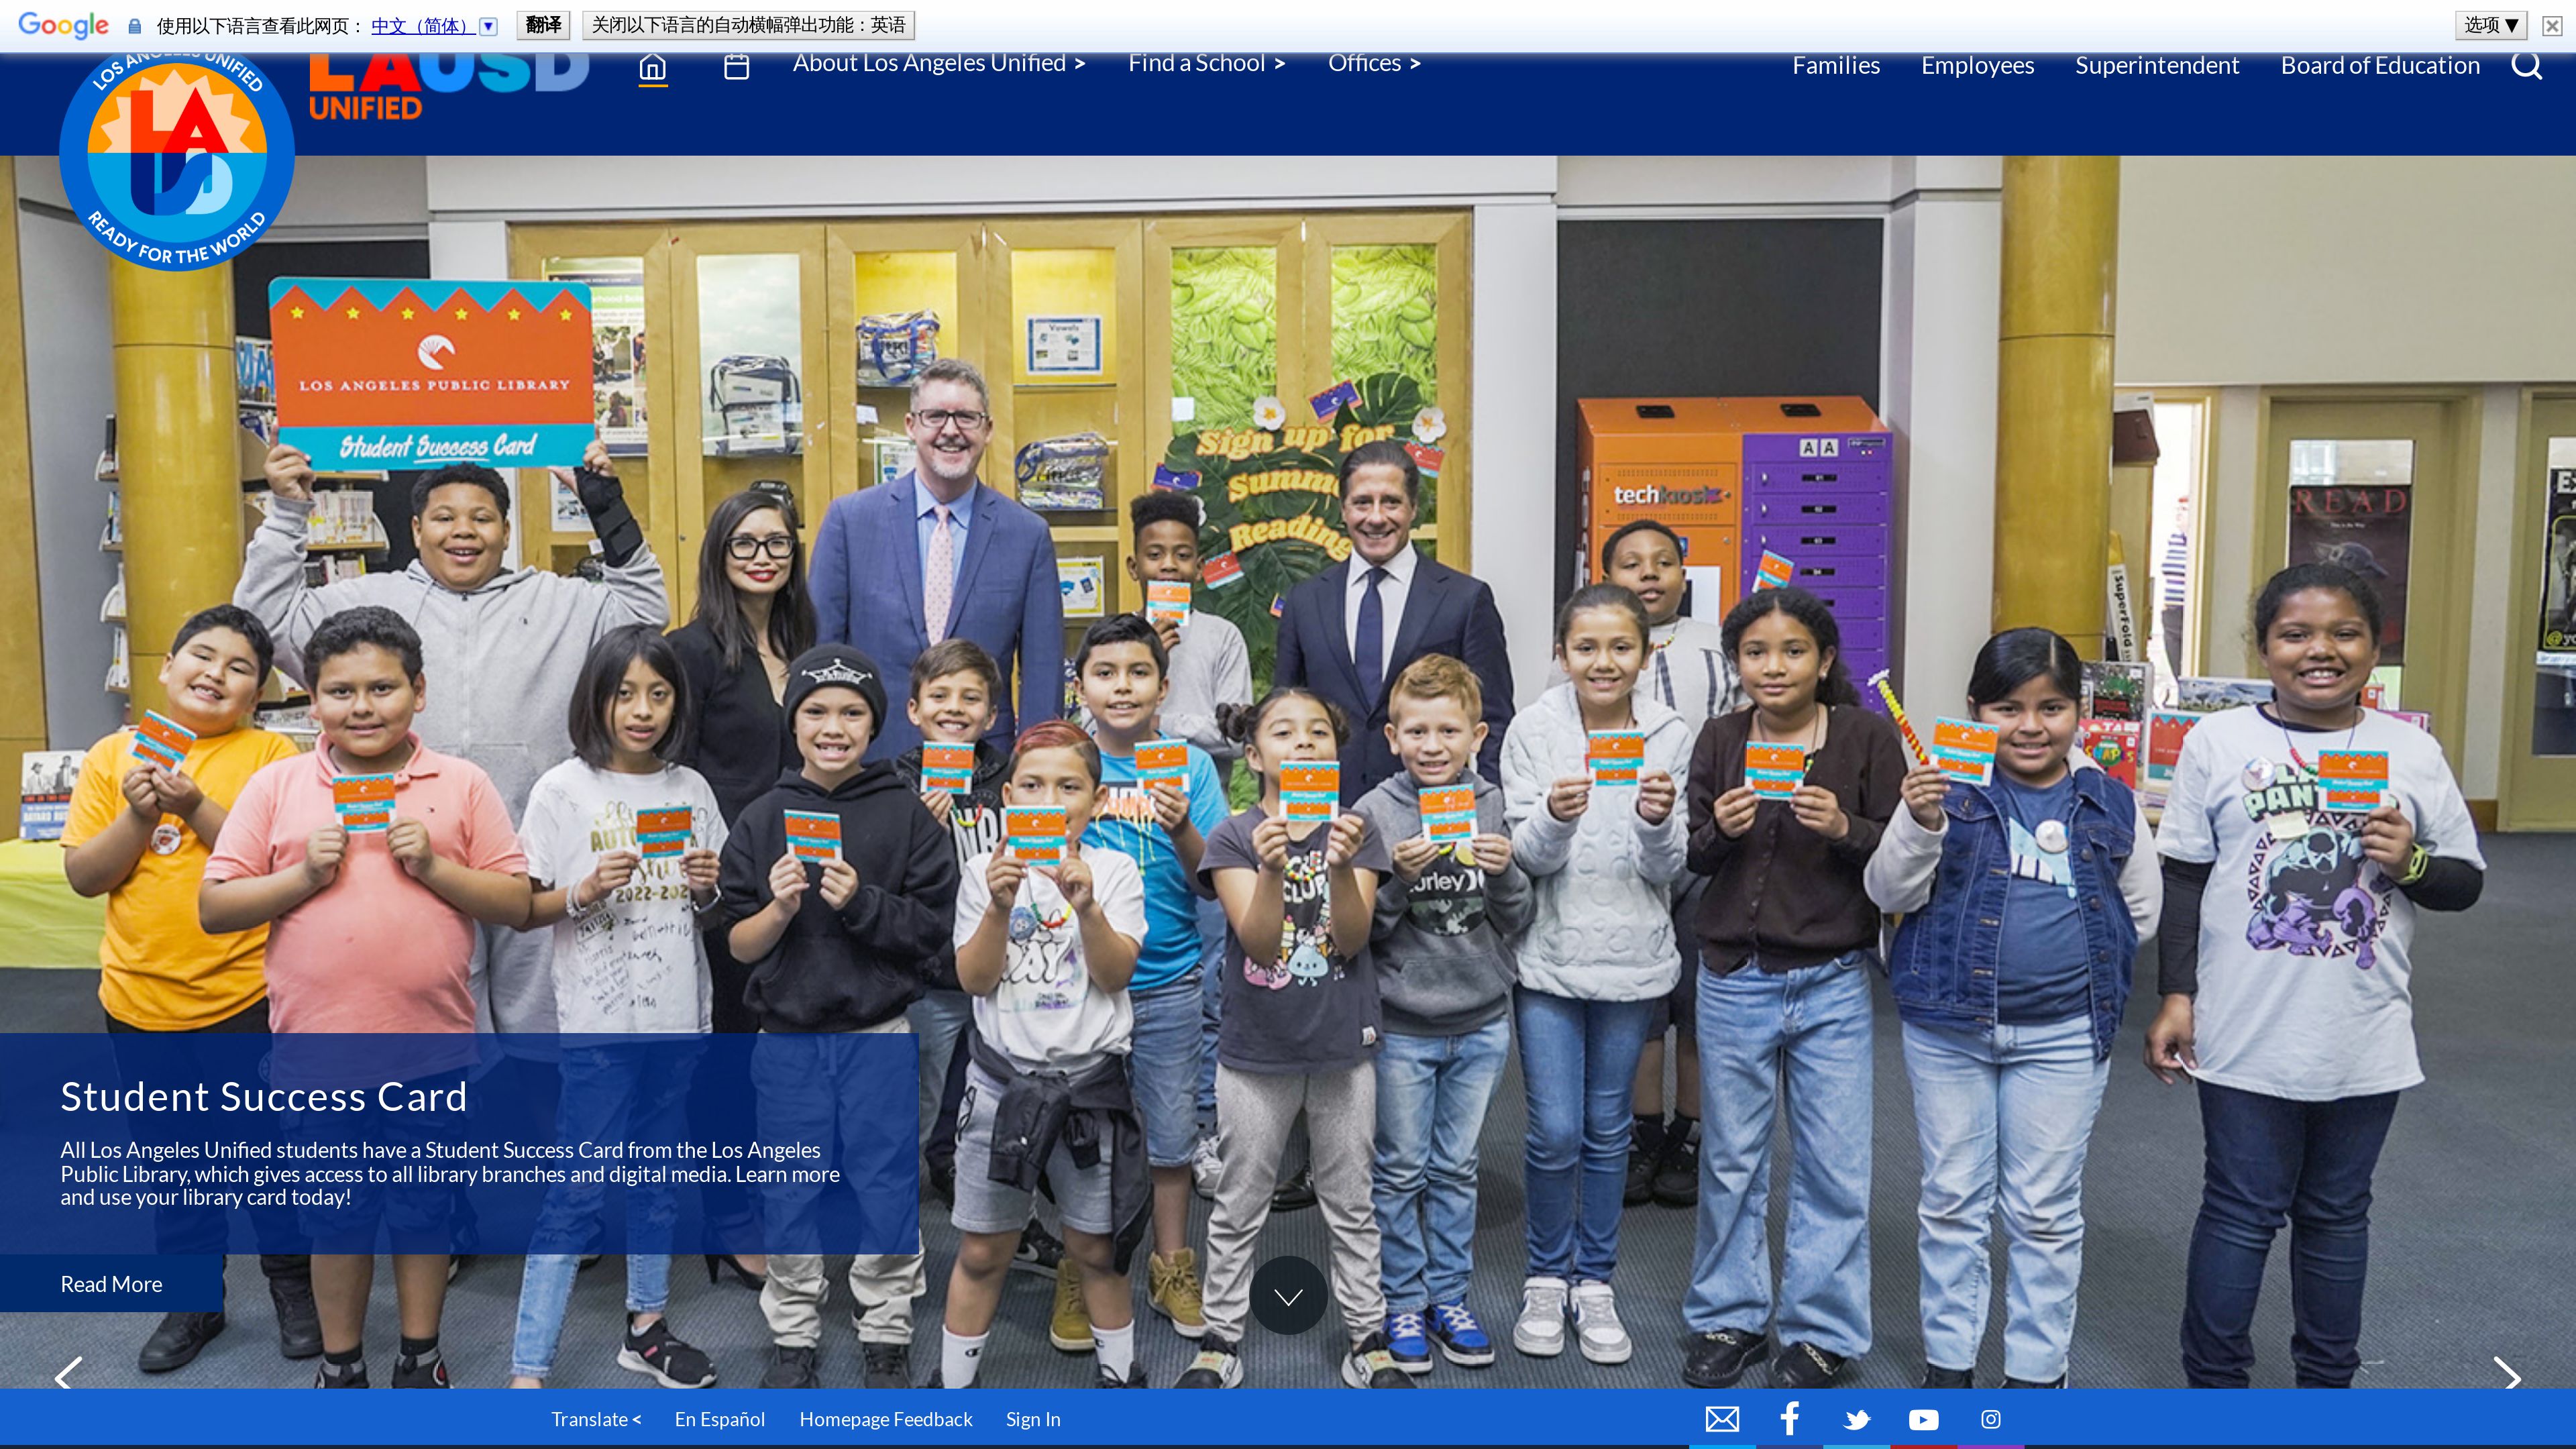 Google 使用以下语言查看此网页： 中文（简体） ▼ 翻译 关闭以下语言的自动横幅弹出功能：英语 选项 ▼
LOS ANGELES UNIFIED
LAUSD
READY FOR THE WORLD
LAUSD
UNIFIED
About Los Angeles Unified >
Find a School >
Offices >
Families
Employees
Superintendent
Board of Education
LOS ANGELES PUBLIC LIBRARY
Student Success Card
Vowels
Sign up for
Summ
Reading
techkiosk
A A
READ
2022-202
urley
Student Success Card
All Los Angeles Unified students have a Student Success Card from the Los Angeles
Public Library, which gives access to all library branches and digital media. Learn more
and use your library card today!
Read More
Translate <
En Español
Homepage Feedback
Sign In